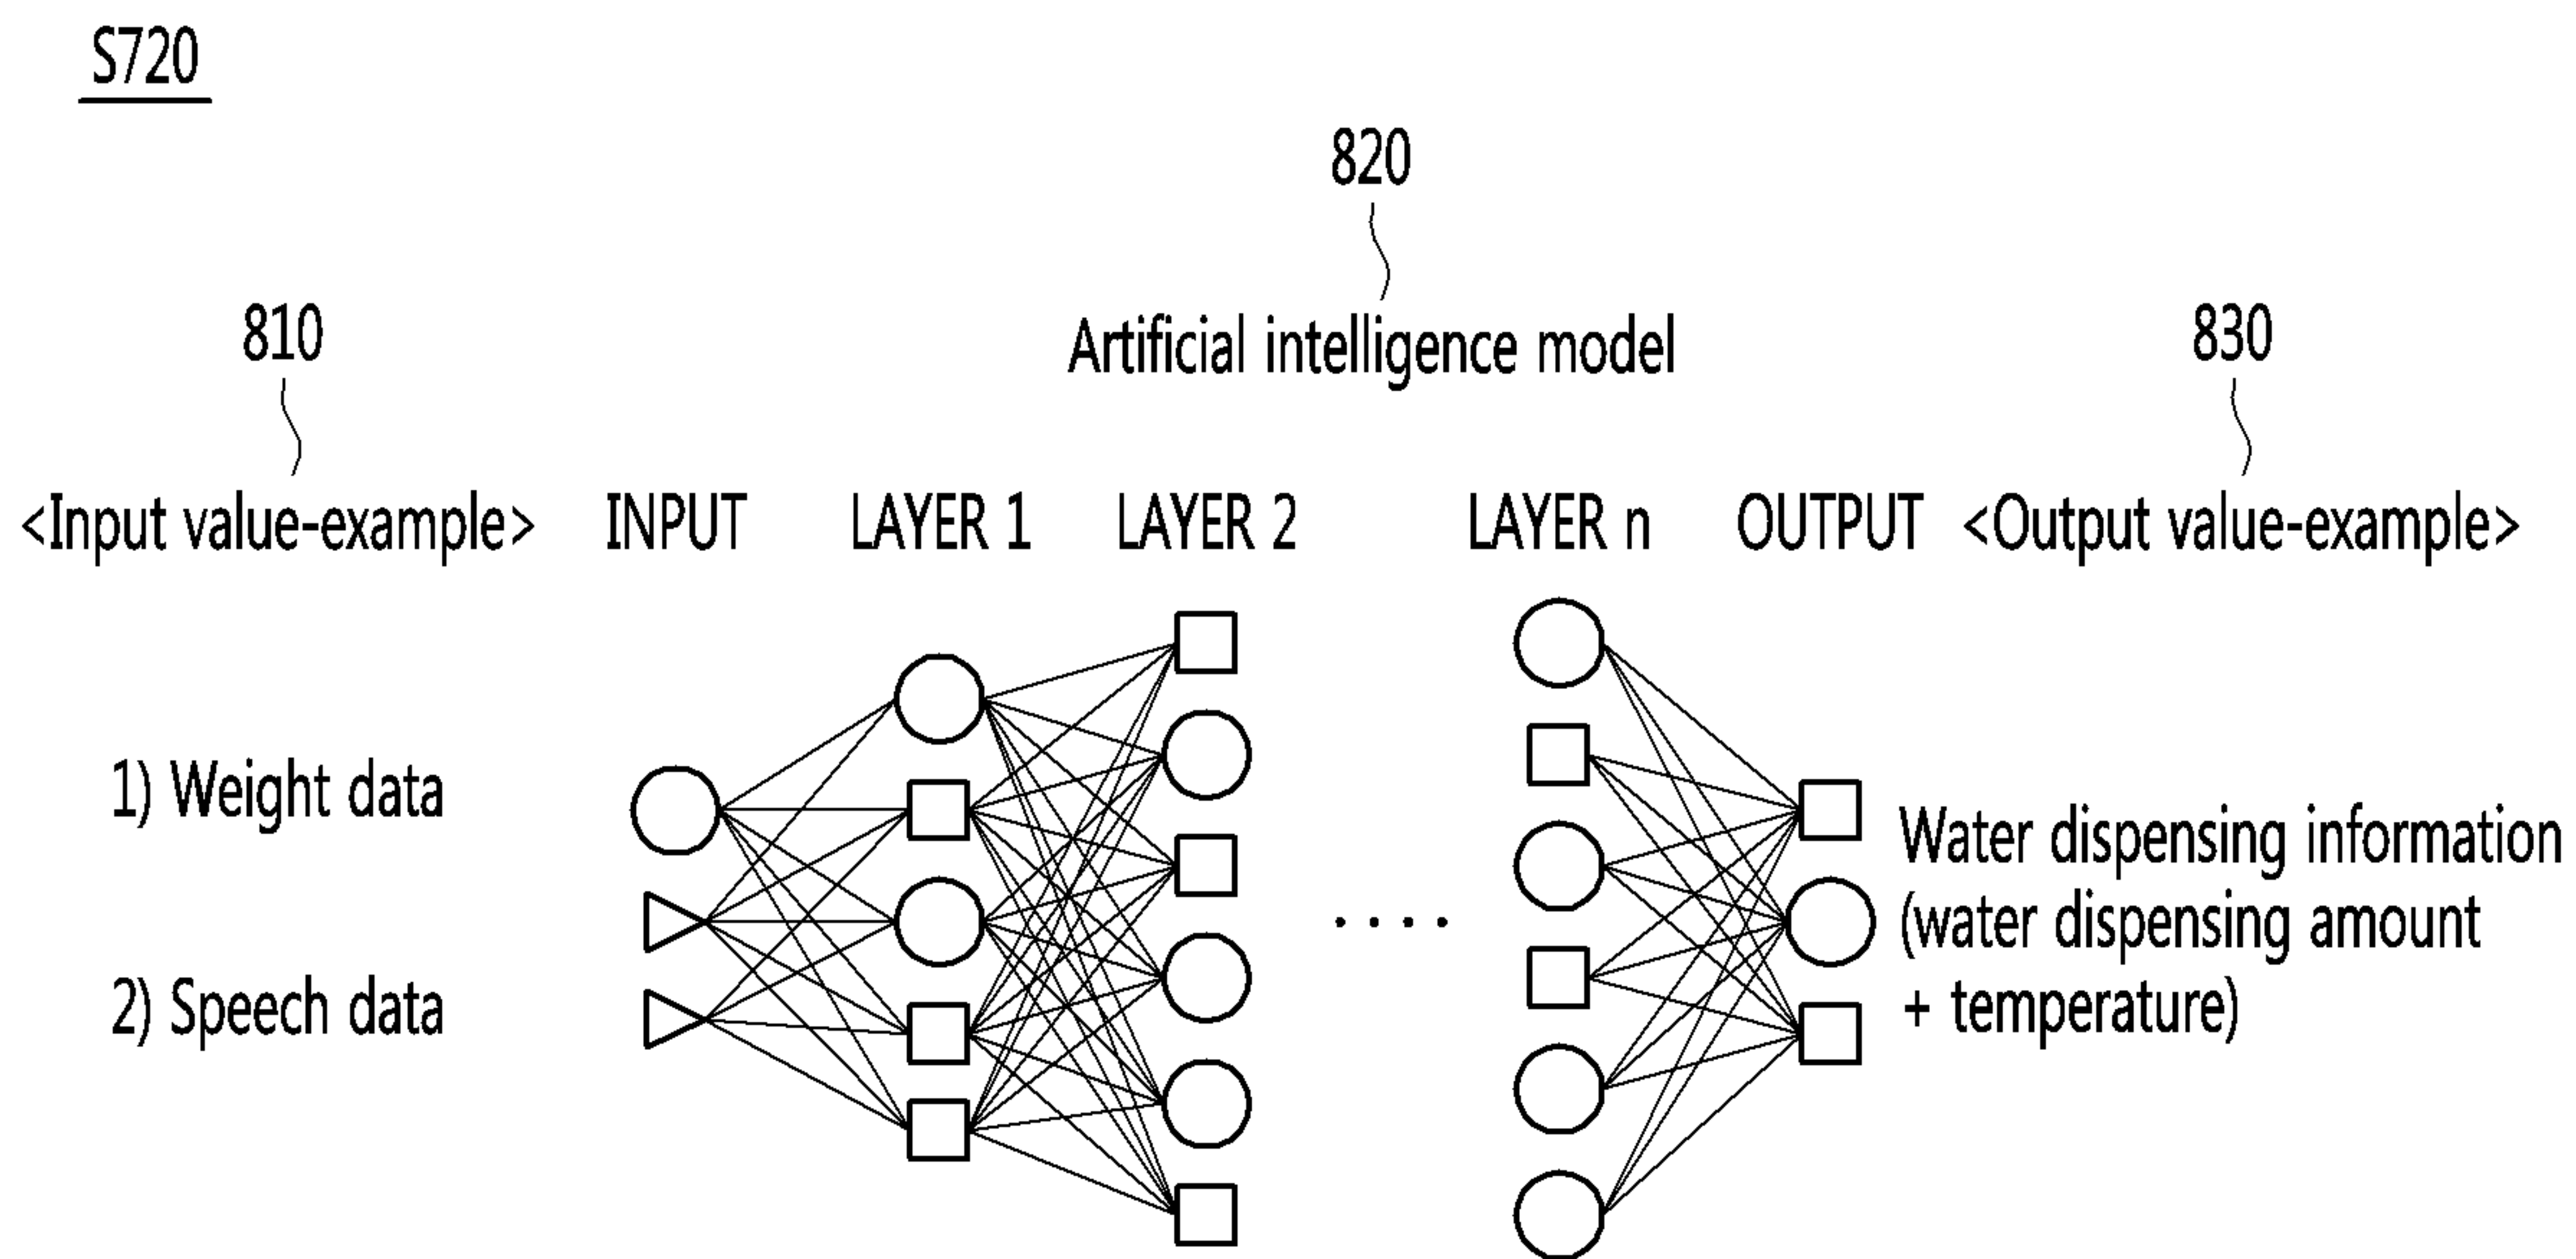 S720
820
810
Artificial intelligence model
830
<Input value-example>
INPUT
LAYER 1
LAYER 2
LAYER n
OUTPUT
<Output value-example>
1) Weight data
2) Speech data
Water dispensing information
(water dispensing amount
+ temperature)